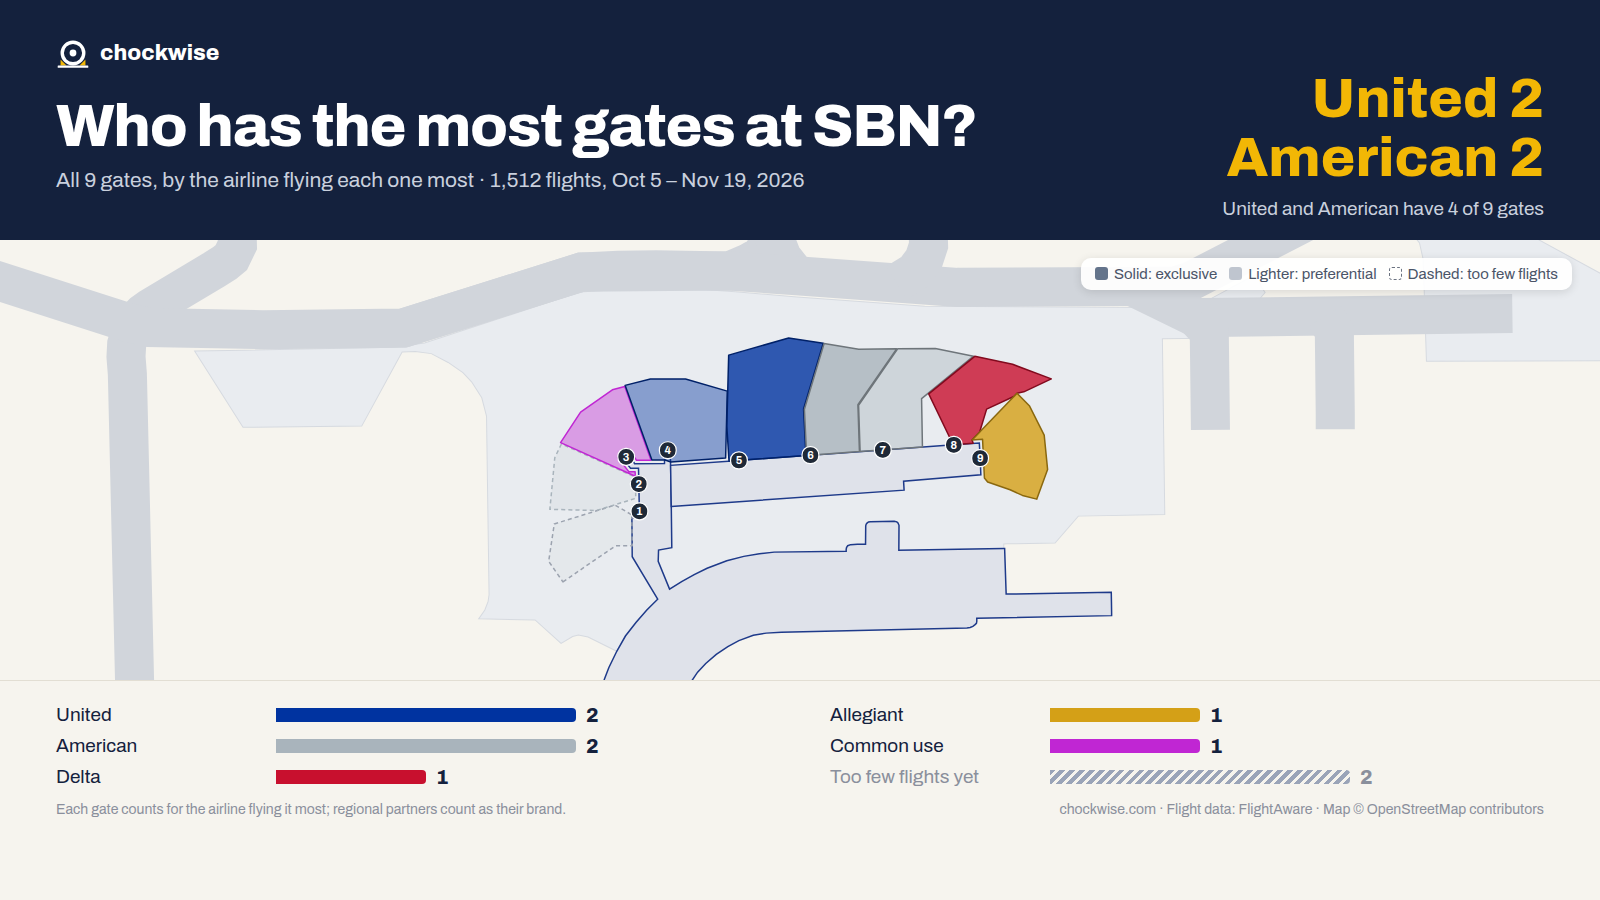 chockwise
Who has the most gates at SBN?
All 9 gates, by the airline flying each one most · 1,512 flights, Oct 5 – Nov 19, 2026
United 2
American 2
United and American have 4 of 9 gates
Solid: exclusive Lighter: preferential Dashed: too few flights
3
4
5
6
7
8
9
2
1
United 2
American 2
Delta 1
Allegiant 1
Common use 1
Too few flights yet 2
Each gate counts for the airline flying it most; regional partners count as their brand.
chockwise.com · Flight data: FlightAware · Map © OpenStreetMap contributors